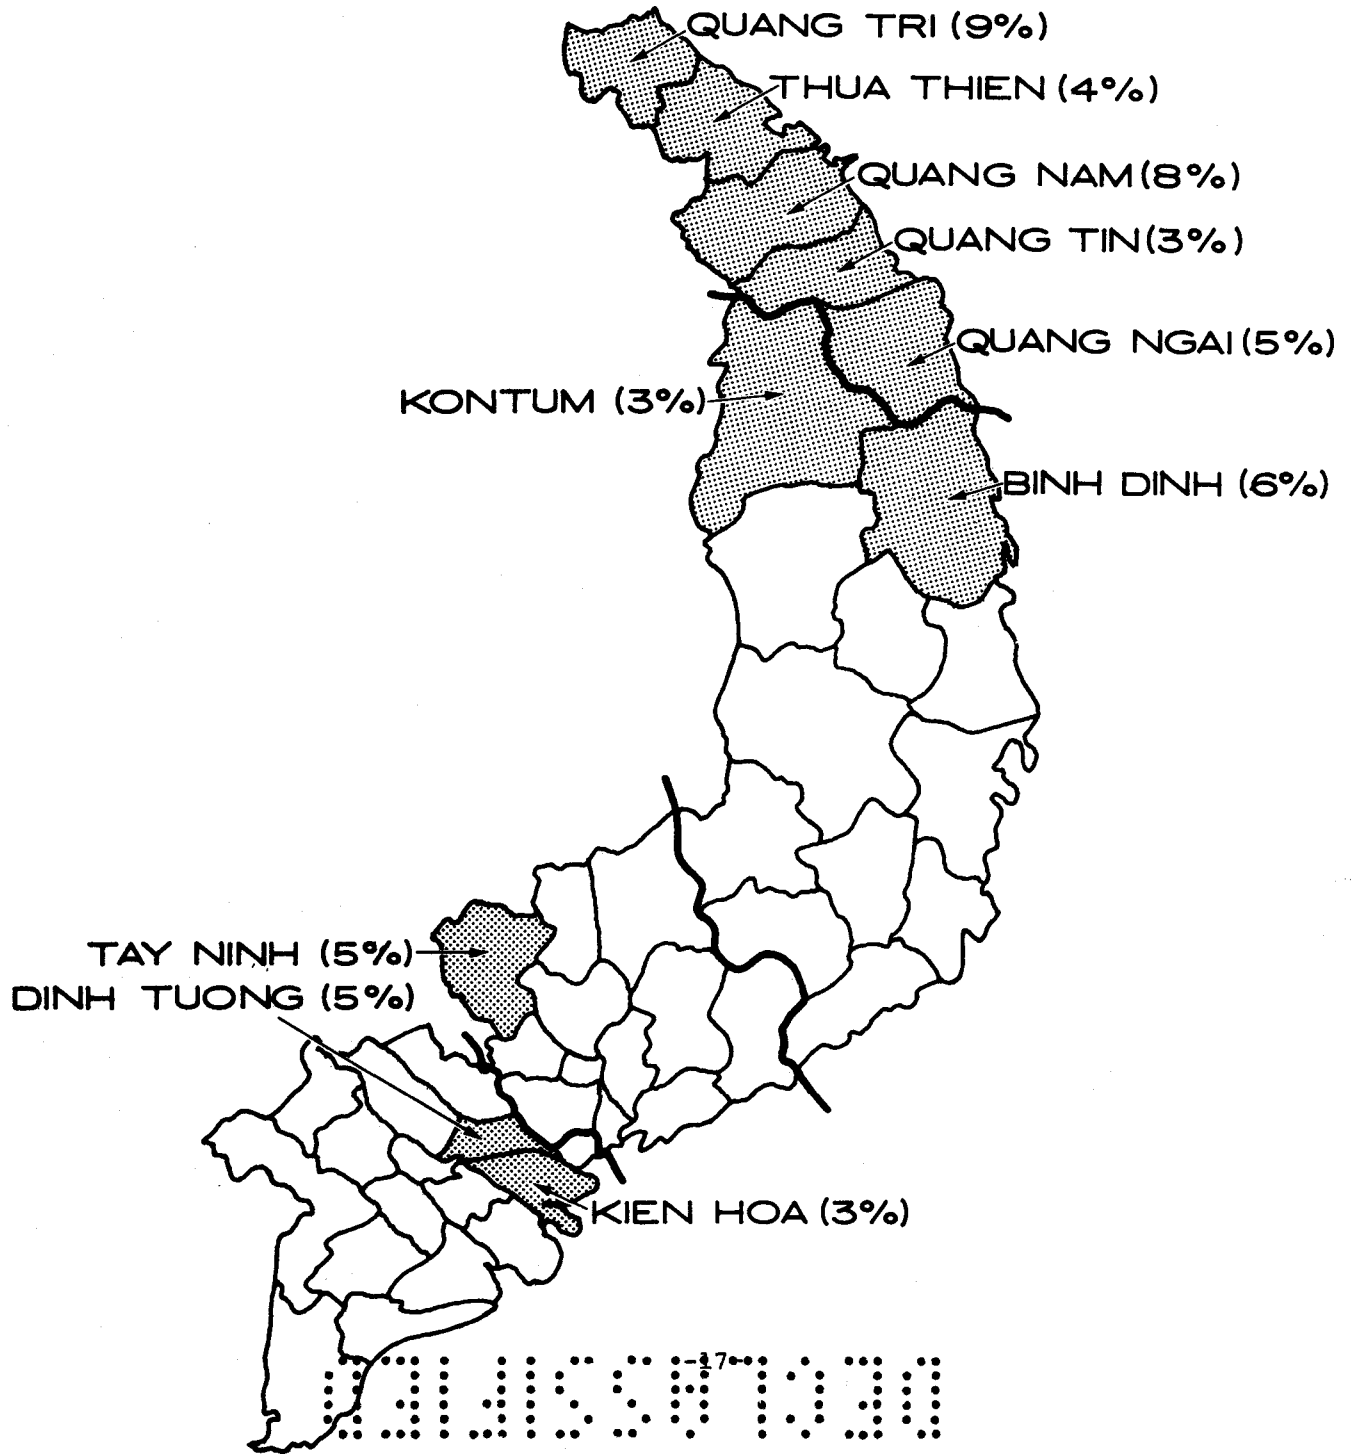 QUANG TRI (9%)
THUA THIEN (4%)
QUANG NAM (8%)
QUANG TIN (3%)
QUANG NGAI (5%)
KONTUM (3%)
BINH DINH (6%)
TAY NINH (5%)
DINH TUONG (5%)
KIEN HOA (3%)
-17-
DECLASSIFIED